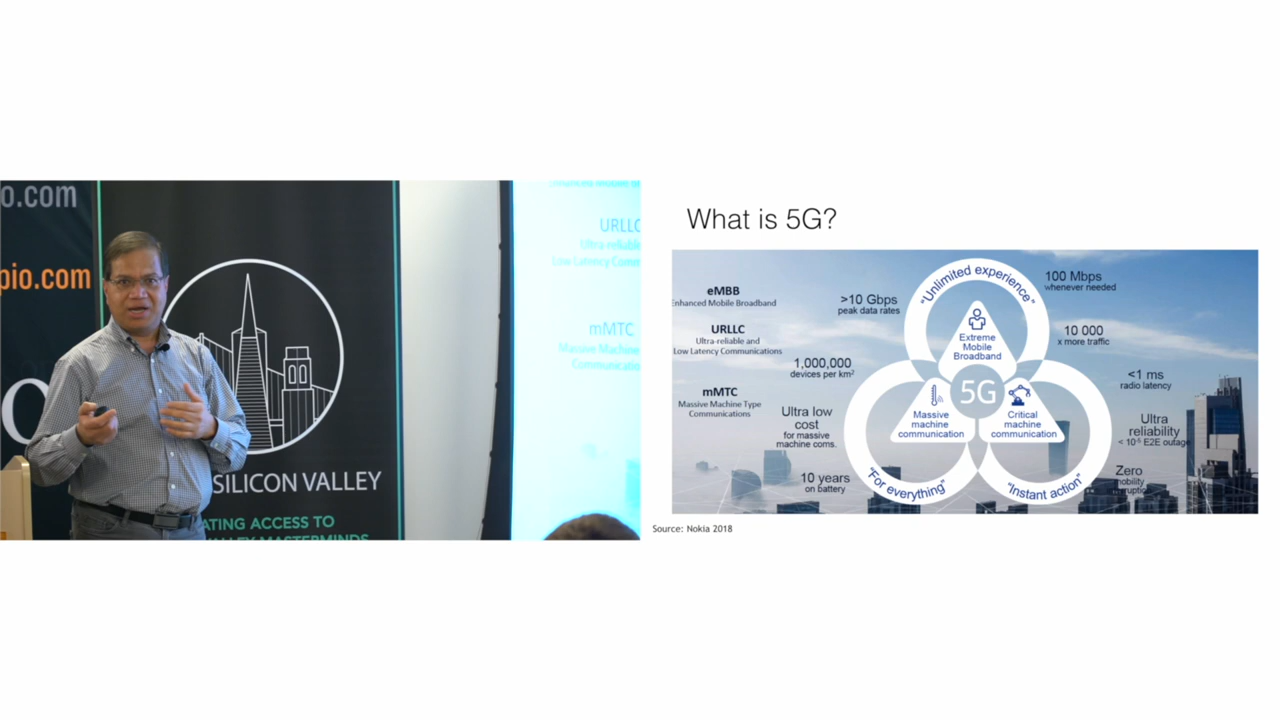 o.com
pio.com
O
SILICON VALLEY
ATING ACCESS TO
VALLEY MASTERMINDS
URLLC
Ultra-reliable
Low Latency Comm
mMTC
Massive Machine
Communicatio
What is 5G?
eMBB
Enhanced Mobile Broadband
URLLC
Ultra-reliable and
Low Latency Communications
mMTC
Massive Machine Type
Communications
>10 Gbps
peak data rates
1,000,000
devices per km²
Ultra low
cost
for massive
machine coms.
10 years
on battery
"Unlimited experience"
Extreme
Mobile
Broadband
5G
Massive
machine
communication
Critical
machine
communication
"For everything"
"Instant action"
100 Mbps
whenever needed
10 000
x more traffic
<1 ms
radio latency
Ultra
reliability
< 10⁻⁵ E2E outage
Zero
mobility
Source: Nokia 2018